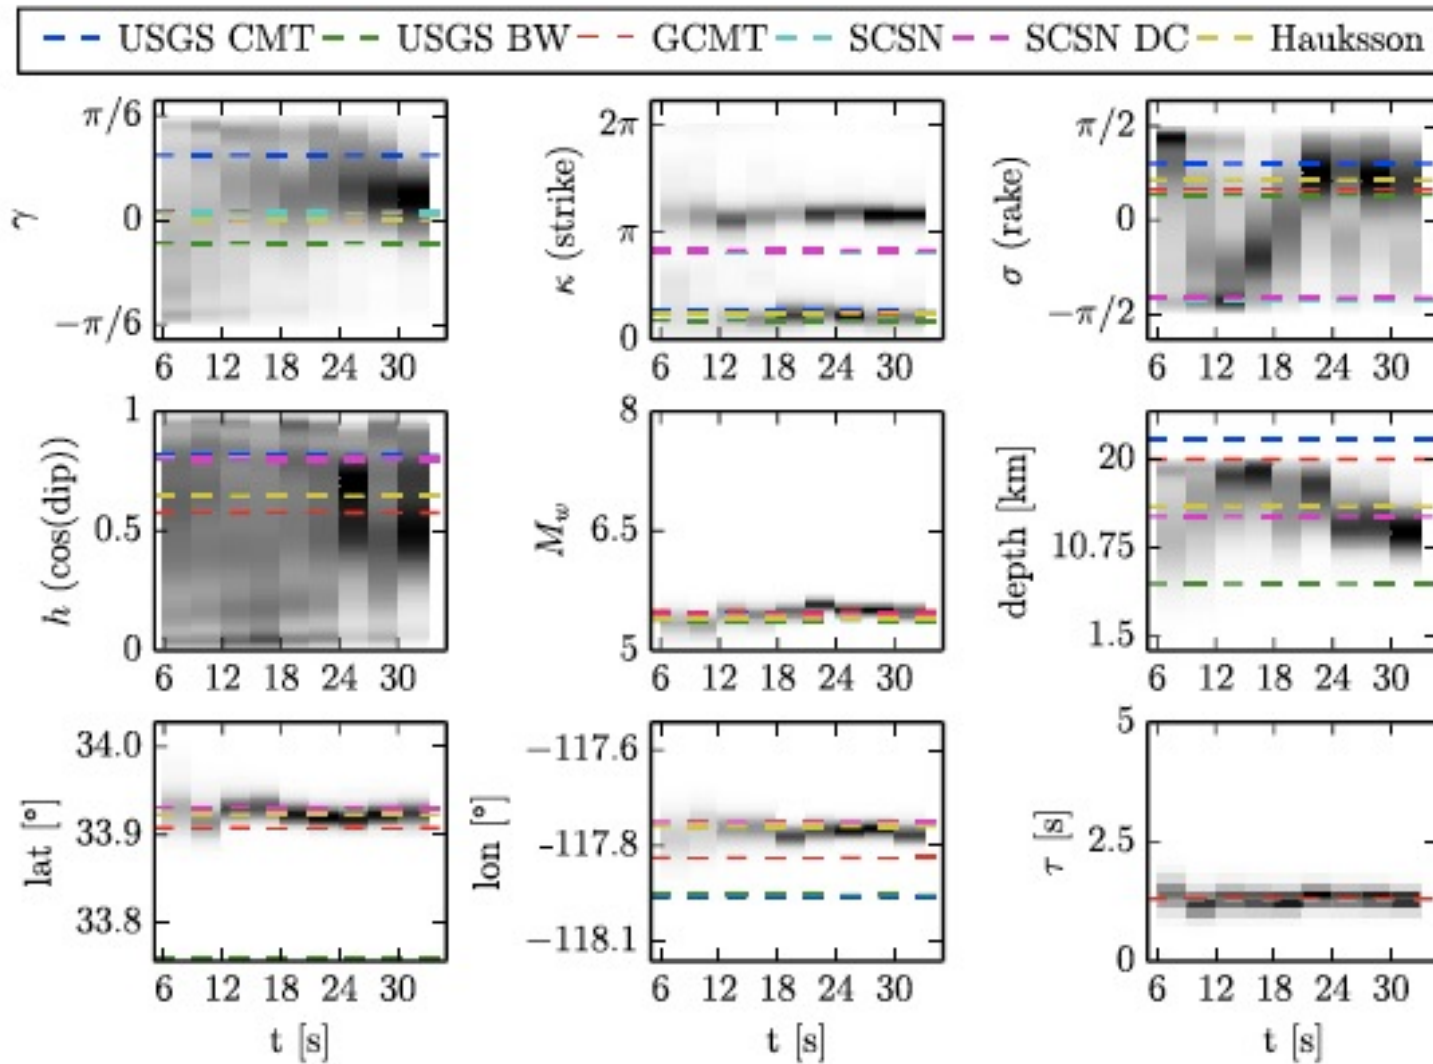 USGS CMT USGS BW GCMT SCSN SCSN DC Hauksson
π/6
0
−π/6
γ
6 12 18 24 30
2π
π
0
κ (strike)
6 12 18 24 30
π/2
0
−π/2
σ (rake)
6 12 18 24 30
1
0.5
0
h (cos(dip))
6 12 18 24 30
8
6.5
5
M_w
6 12 18 24 30
20
10.75
1.5
depth [km]
6 12 18 24 30
34.0
33.9
33.8
lat [°]
6 12 18 24 30
t [s]
−117.6
-117.8
−118.1
lon [°]
6 12 18 24 30
t [s]
5
2.5
0
τ [s]
6 12 18 24 30
t [s]